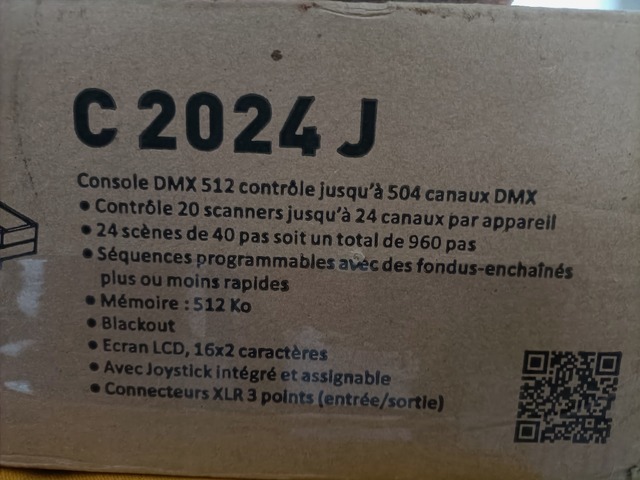 C 2024 J
Console DMX 512 contrôle jusqu'à 504 canaux DMX
• Contrôle 20 scanners jusqu'à 24 canaux par appareil
• 24 scènes de 40 pas soit un total de 960 pas
• Séquences programmables avec des fondus-enchaînés
plus ou moins rapides
• Mémoire : 512 Ko
• Blackout
• Ecran LCD, 16x2 caractères
• Avec Joystick intégré et assignable
• Connecteurs XLR 3 points (entrée/sortie)